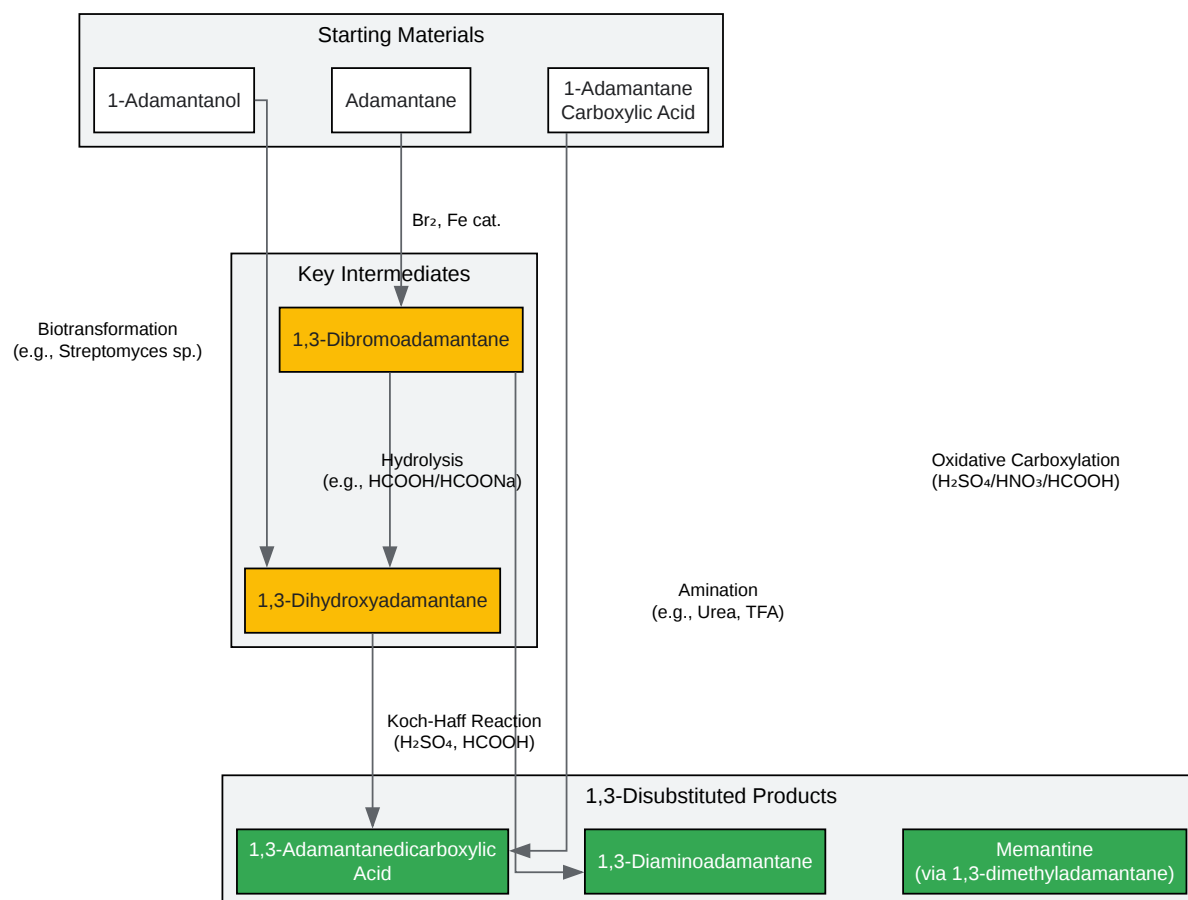 Starting Materials
1-Adamantanol
Adamantane
1-Adamantane
Carboxylic Acid
Br₂, Fe cat.
Key Intermediates
Biotransformation
(e.g., Streptomyces sp.)
1,3-Dibromoadamantane
Hydrolysis
(e.g., HCOOH/HCOONa)
Oxidative Carboxylation
(H₂SO₄/HNO₃/HCOOH)
Amination
(e.g., Urea, TFA)
1,3-Dihydroxyadamantane
Koch-Haff Reaction
(H₂SO₄, HCOOH)
1,3-Disubstituted Products
1,3-Adamantanedicarboxylic
Acid
1,3-Diaminoadamantane
Memantine
(via 1,3-dimethyladamantane)